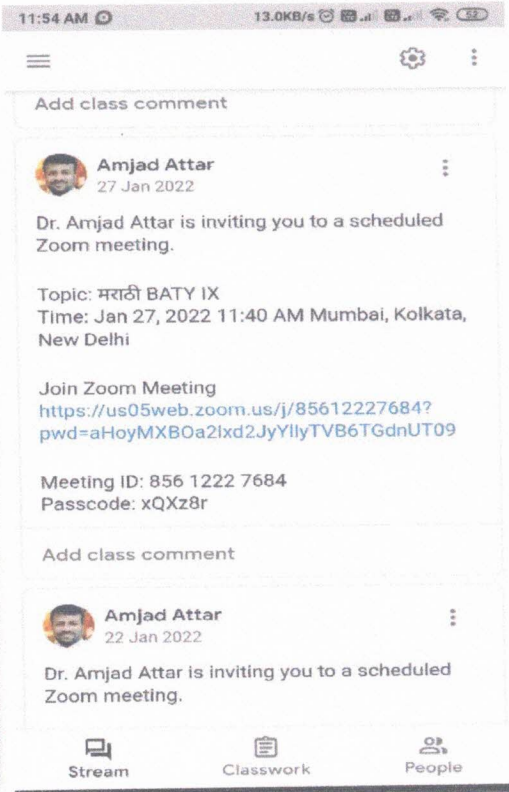 11:54 AM
13.0KB/s
52
Add class comment
Amjad Attar
27 Jan 2022
Dr. Amjad Attar is inviting you to a scheduled
Zoom meeting.
Topic: मराठी BATY IX
Time: Jan 27, 2022 11:40 AM Mumbai, Kolkata,
New Delhi
Join Zoom Meeting
https://us05web.zoom.us/j/85612227684?
pwd=aHoyMXBOa2lxd2JyYllyTVB6TGdnUT09
Meeting ID: 856 1222 7684
Passcode: xQXz8r
Add class comment
Amjad Attar
22 Jan 2022
Dr. Amjad Attar is inviting you to a scheduled
Zoom meeting.
Stream
Classwork
People